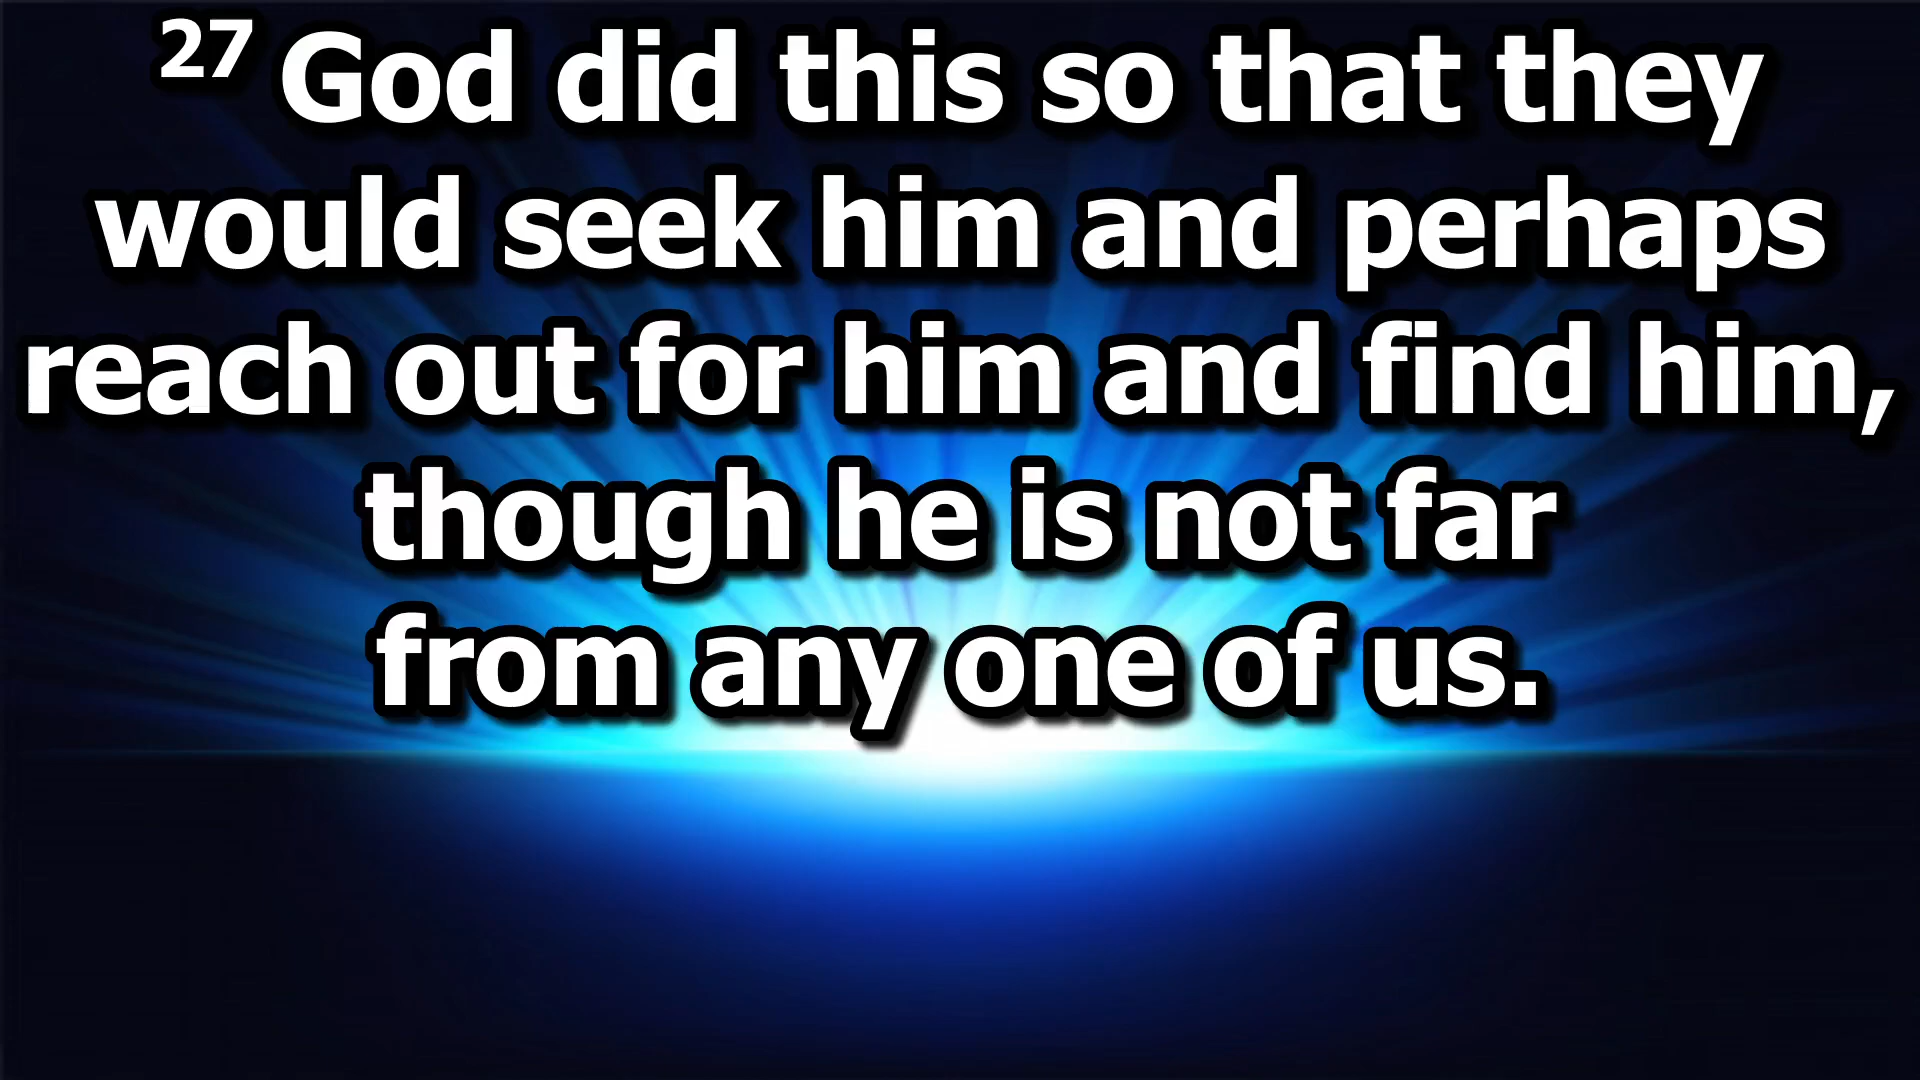 27 God did this so that they
would seek him and perhaps
reach out for him and find him,
though he is not far
from any one of us.